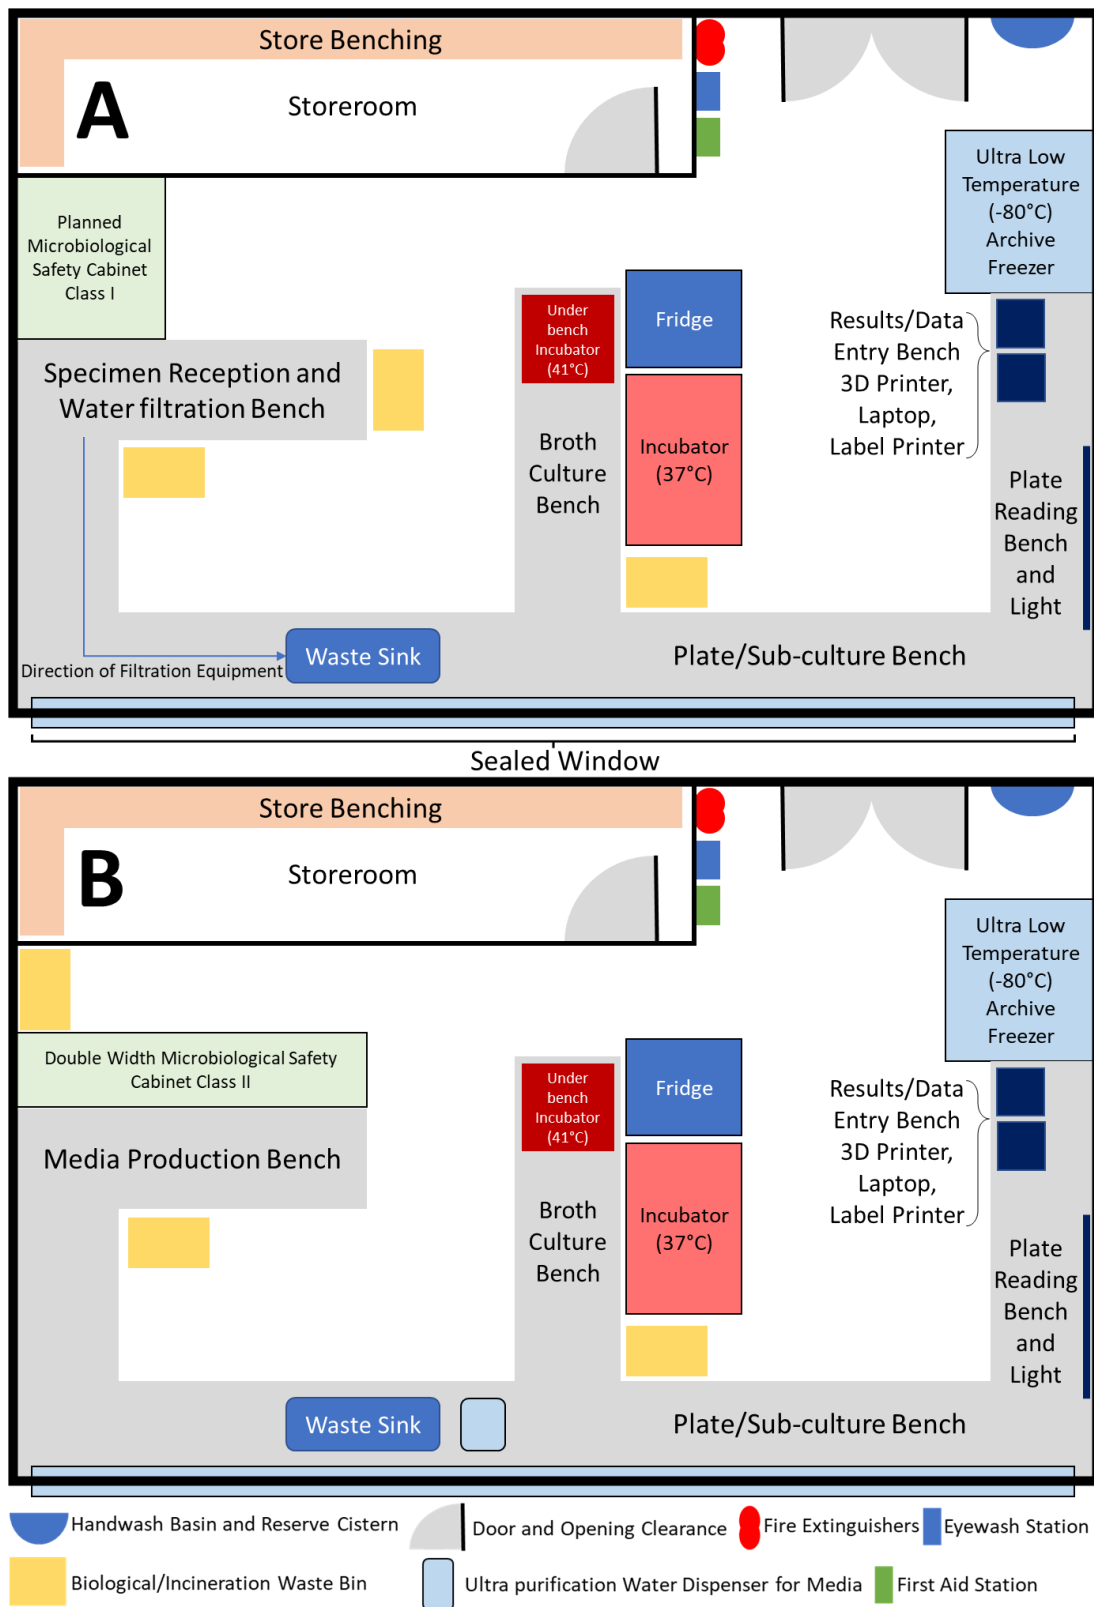 Store Benching
A
Storeroom
Ultra Low
Temperature
(-80°C)
Archive
Freezer
Planned
Microbiological
Safety Cabinet
Class I
Under
bench
Incubator
(41°C)
Fridge
Results/Data
Entry Bench
3D Printer,
Laptop,
Label Printer
Specimen Reception and
Water filtration Bench
Broth
Culture
Bench
Incubator
(37°C)
Plate
Reading
Bench
and
Light
Waste Sink
Direction of Filtration Equipment
Plate/Sub-culture Bench
Sealed Window
Store Benching
B
Storeroom
Ultra Low
Temperature
(-80°C)
Archive
Freezer
Double Width Microbiological Safety
Cabinet Class II
Under
bench
Incubator
(41°C)
Fridge
Results/Data
Entry Bench
3D Printer,
Laptop,
Label Printer
Media Production Bench
Broth
Culture
Bench
Incubator
(37°C)
Plate
Reading
Bench
and
Light
Waste Sink
Plate/Sub-culture Bench
Handwash Basin and Reserve Cistern
Door and Opening Clearance
Fire Extinguishers
Eyewash Station
Biological/Incineration Waste Bin
Ultra purification Water Dispenser for Media
First Aid Station